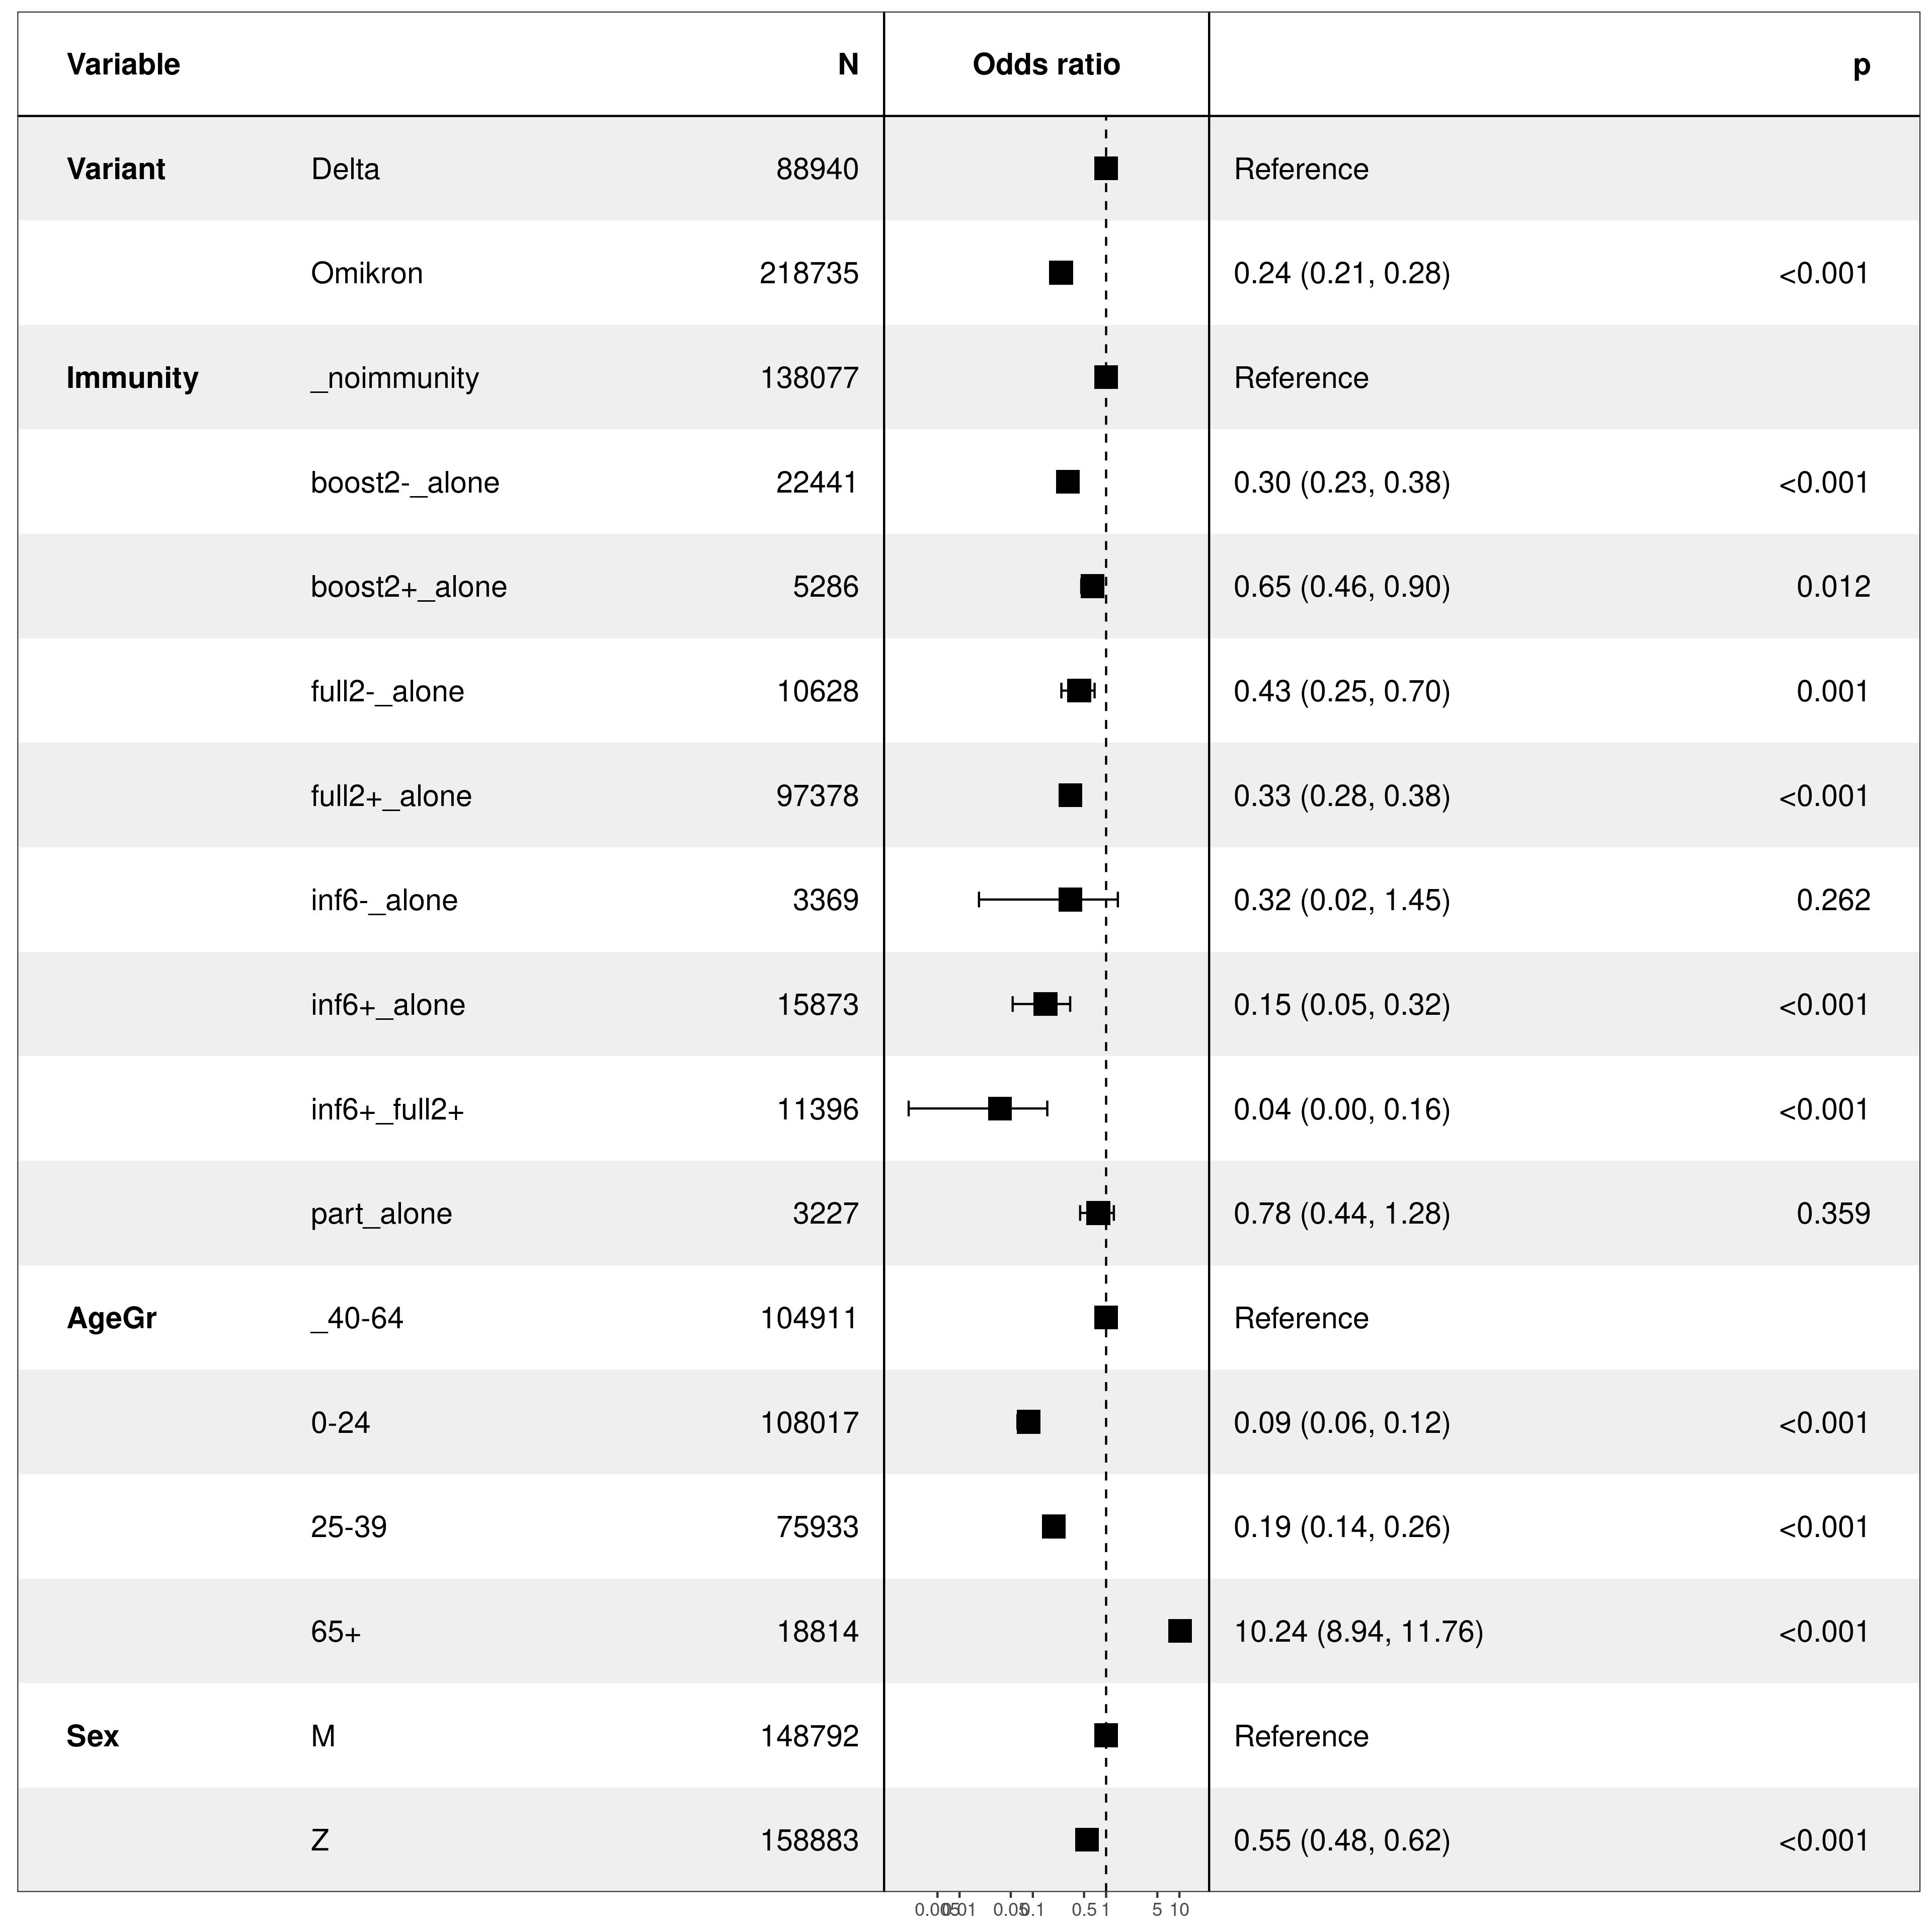 Variable N Odds ratio p
Variant Delta 88940 Reference
Omikron 218735 0.24 (0.21, 0.28) <0.001
Immunity _noimmunity 138077 Reference
boost2-_alone 22441 0.30 (0.23, 0.38) <0.001
boost2+_alone 5286 0.65 (0.46, 0.90) 0.012
full2-_alone 10628 0.43 (0.25, 0.70) 0.001
full2+_alone 97378 0.33 (0.28, 0.38) <0.001
inf6-_alone 3369 0.32 (0.02, 1.45) 0.262
inf6+_alone 15873 0.15 (0.05, 0.32) <0.001
inf6+_full2+ 11396 0.04 (0.00, 0.16) <0.001
part_alone 3227 0.78 (0.44, 1.28) 0.359
AgeGr _40-64 104911 Reference
0-24 108017 0.09 (0.06, 0.12) <0.001
25-39 75933 0.19 (0.14, 0.26) <0.001
65+ 18814 10.24 (8.94, 11.76) <0.001
Sex M 148792 Reference
Z 158883 0.55 (0.48, 0.62) <0.001
0.005 0.01 0.05 0.1 0.5 1 5 10